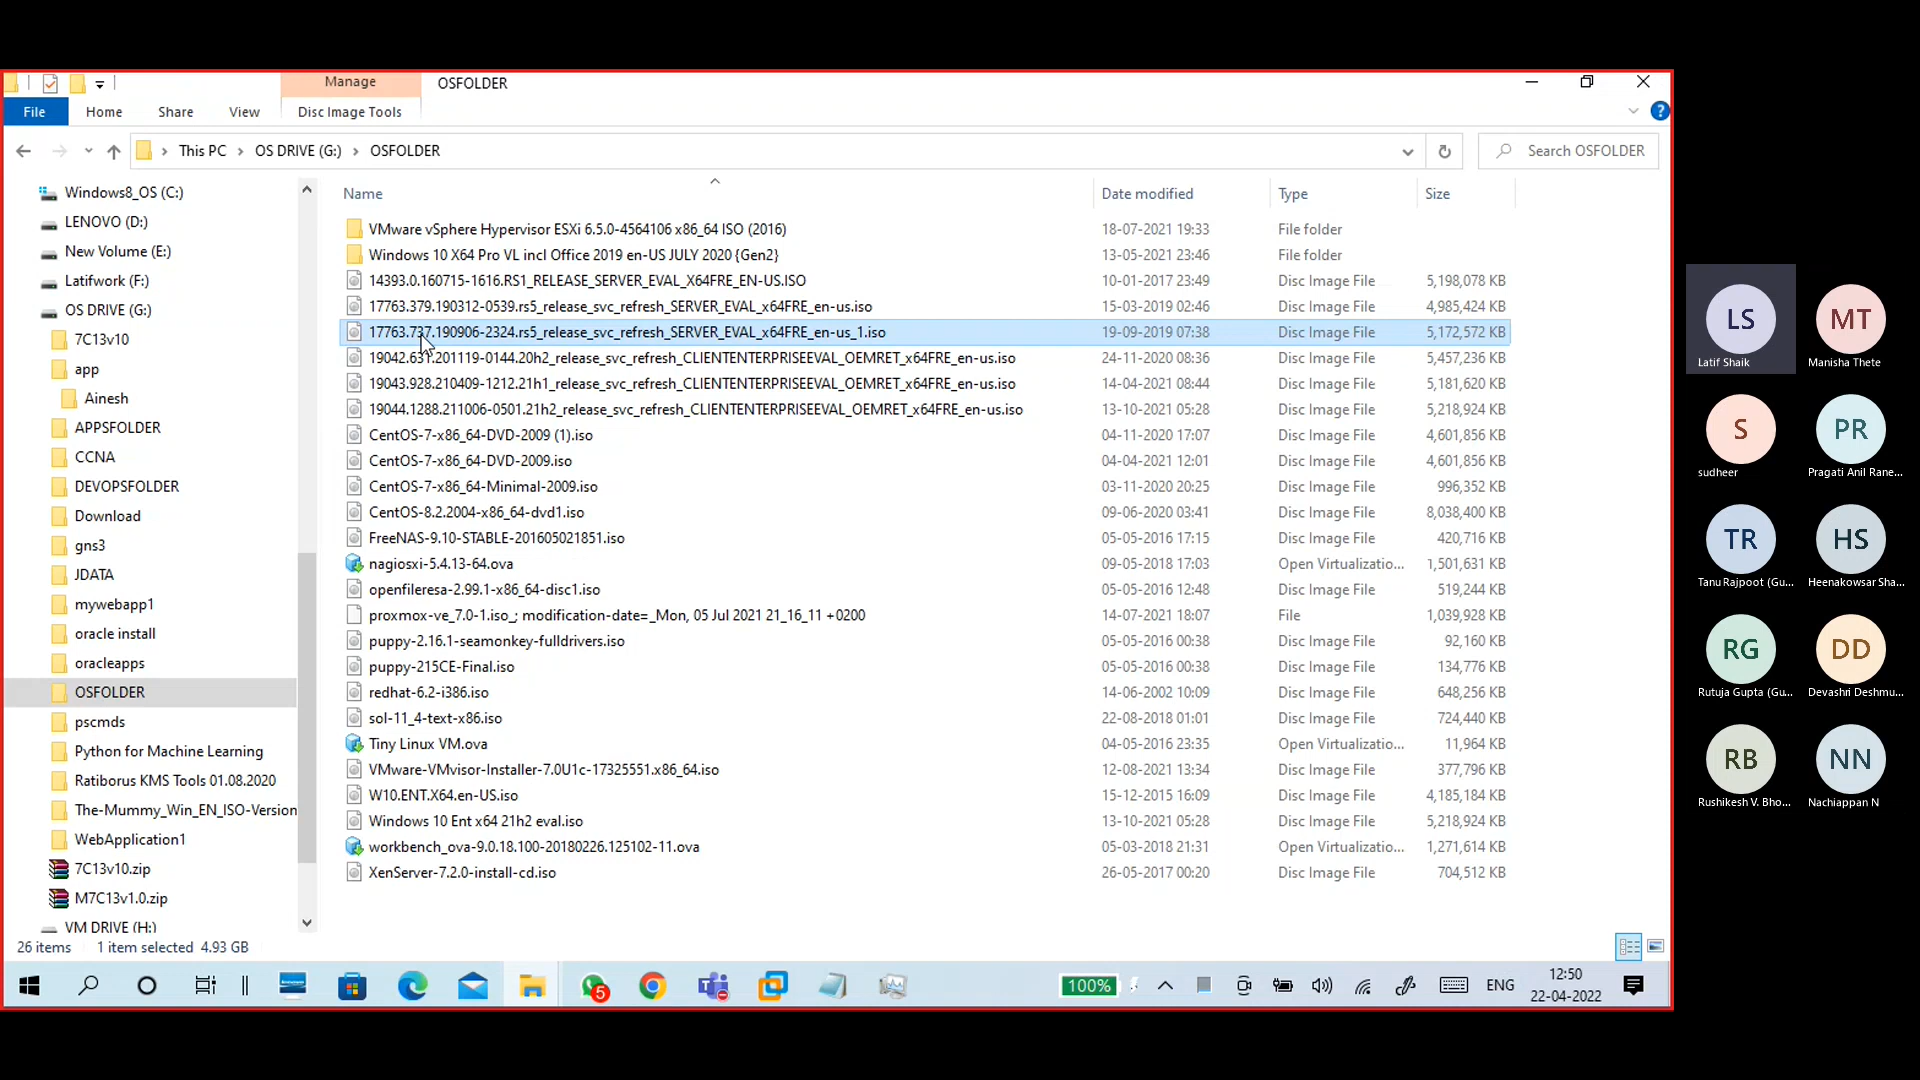 Manage
OSFOLDER
File
Home
Share
View
Disc Image Tools
This PC > OS DRIVE (G:) > OSFOLDER
Search OSFOLDER
Windows8_OS (C:)
LENOVO (D:)
New Volume (E:)
Latifwork (F:)
OS DRIVE (G:)
7C13v10
app
Ainesh
APPSFOLDER
CCNA
DEVOPSFOLDER
Download
gns3
JDATA
mywebapp1
oracle install
oracleapps
OSFOLDER
pscmds
Python for Machine Learning
Ratiborus KMS Tools 01.08.2020
The-Mummy_Win_EN_ISO-Version
WebApplication1
7C13v10.zip
M7C13v1.0.zip
VM DRIVE (H:)
Name Date modified Type Size
VMware vSphere Hypervisor ESXi 6.5.0-4564106 x86_64 ISO (2016) 18-07-2021 19:33 File folder
Windows 10 X64 Pro VL incl Office 2019 en-US JULY 2020 {Gen2} 13-05-2021 23:46 File folder
14393.0.160715-1616.RS1_RELEASE_SERVER_EVAL_X64FRE_EN-US.ISO 10-01-2017 23:49 Disc Image File 5,198,078 KB
17763.379.190312-0539.rs5_release_svc_refresh_SERVER_EVAL_x64FRE_en-us.iso 15-03-2019 02:46 Disc Image File 4,985,424 KB
17763.737.190906-2324.rs5_release_svc_refresh_SERVER_EVAL_x64FRE_en-us_1.iso 19-09-2019 07:38 Disc Image File 5,172,572 KB
19042.631.201119-0144.20h2_release_svc_refresh_CLIENTENTERPRISEEVAL_OEMRET_x64FRE_en-us.iso 24-11-2020 08:36 Disc Image File 5,457,236 KB
19043.928.210409-1212.21h1_release_svc_refresh_CLIENTENTERPRISEEVAL_OEMRET_x64FRE_en-us.iso 14-04-2021 08:44 Disc Image File 5,181,620 KB
19044.1288.211006-0501.21h2_release_svc_refresh_CLIENTENTERPRISEEVAL_OEMRET_x64FRE_en-us.iso 13-10-2021 05:28 Disc Image File 5,218,924 KB
CentOS-7-x86_64-DVD-2009 (1).iso 04-11-2020 17:07 Disc Image File 4,601,856 KB
CentOS-7-x86_64-DVD-2009.iso 04-04-2021 12:01 Disc Image File 4,601,856 KB
CentOS-7-x86_64-Minimal-2009.iso 03-11-2020 20:25 Disc Image File 996,352 KB
CentOS-8.2.2004-x86_64-dvd1.iso 09-06-2020 03:41 Disc Image File 8,038,400 KB
FreeNAS-9.10-STABLE-201605021851.iso 05-05-2016 17:15 Disc Image File 420,716 KB
nagiosxi-5.4.13-64.ova 09-05-2018 17:03 Open Virtualizatio... 1,501,631 KB
openfileresa-2.99.1-x86_64-disc1.iso 05-05-2016 12:48 Disc Image File 519,244 KB
proxmox-ve_7.0-1.iso_; modification-date=_Mon, 05 Jul 2021 21_16_11 +0200 14-07-2021 18:07 File 1,039,928 KB
puppy-2.16.1-seamonkey-fulldrivers.iso 05-05-2016 00:38 Disc Image File 92,160 KB
puppy-215CE-Final.iso 05-05-2016 00:38 Disc Image File 134,776 KB
redhat-6.2-i386.iso 14-06-2002 10:09 Disc Image File 648,256 KB
sol-11_4-text-x86.iso 22-08-2018 01:01 Disc Image File 724,440 KB
Tiny Linux VM.ova 04-05-2016 23:35 Open Virtualizatio... 11,964 KB
VMware-VMvisor-Installer-7.0U1c-17325551.x86_64.iso 12-08-2021 13:34 Disc Image File 377,796 KB
W10.ENT.X64.en-US.iso 15-12-2015 16:09 Disc Image File 4,185,184 KB
Windows 10 Ent x64 21h2 eval.iso 13-10-2021 05:28 Disc Image File 5,218,924 KB
workbench_ova-9.0.18.100-20180226.125102-11.ova 05-03-2018 21:31 Open Virtualizatio... 1,271,614 KB
XenServer-7.2.0-install-cd.iso 26-05-2017 00:20 Disc Image File 704,512 KB
26 items 1 item selected 4.93 GB
5
100%
ENG
12:50
22-04-2022
LS
Latif Shaik
MT
Manisha Thete
S
sudheer
PR
Pragati Anil Rane...
TR
Tanu Rajpoot (Gu...
HS
Heenakowsar Sha...
RG
Rutuja Gupta (Gu...
DD
Devashri Deshmu...
RB
Rushikesh V. Bho...
NN
Nachiappan N